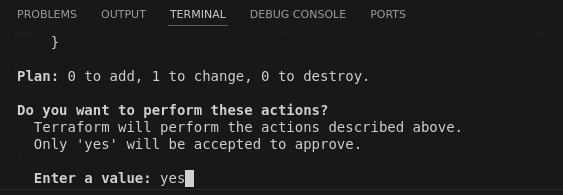 PROBLEMS OUTPUT TERMINAL DEBUG CONSOLE PORTS
}
Plan: 0 to add, 1 to change, 0 to destroy.
Do you want to perform these actions?
Terraform will perform the actions described above.
Only 'yes' will be accepted to approve.
Enter a value: yes